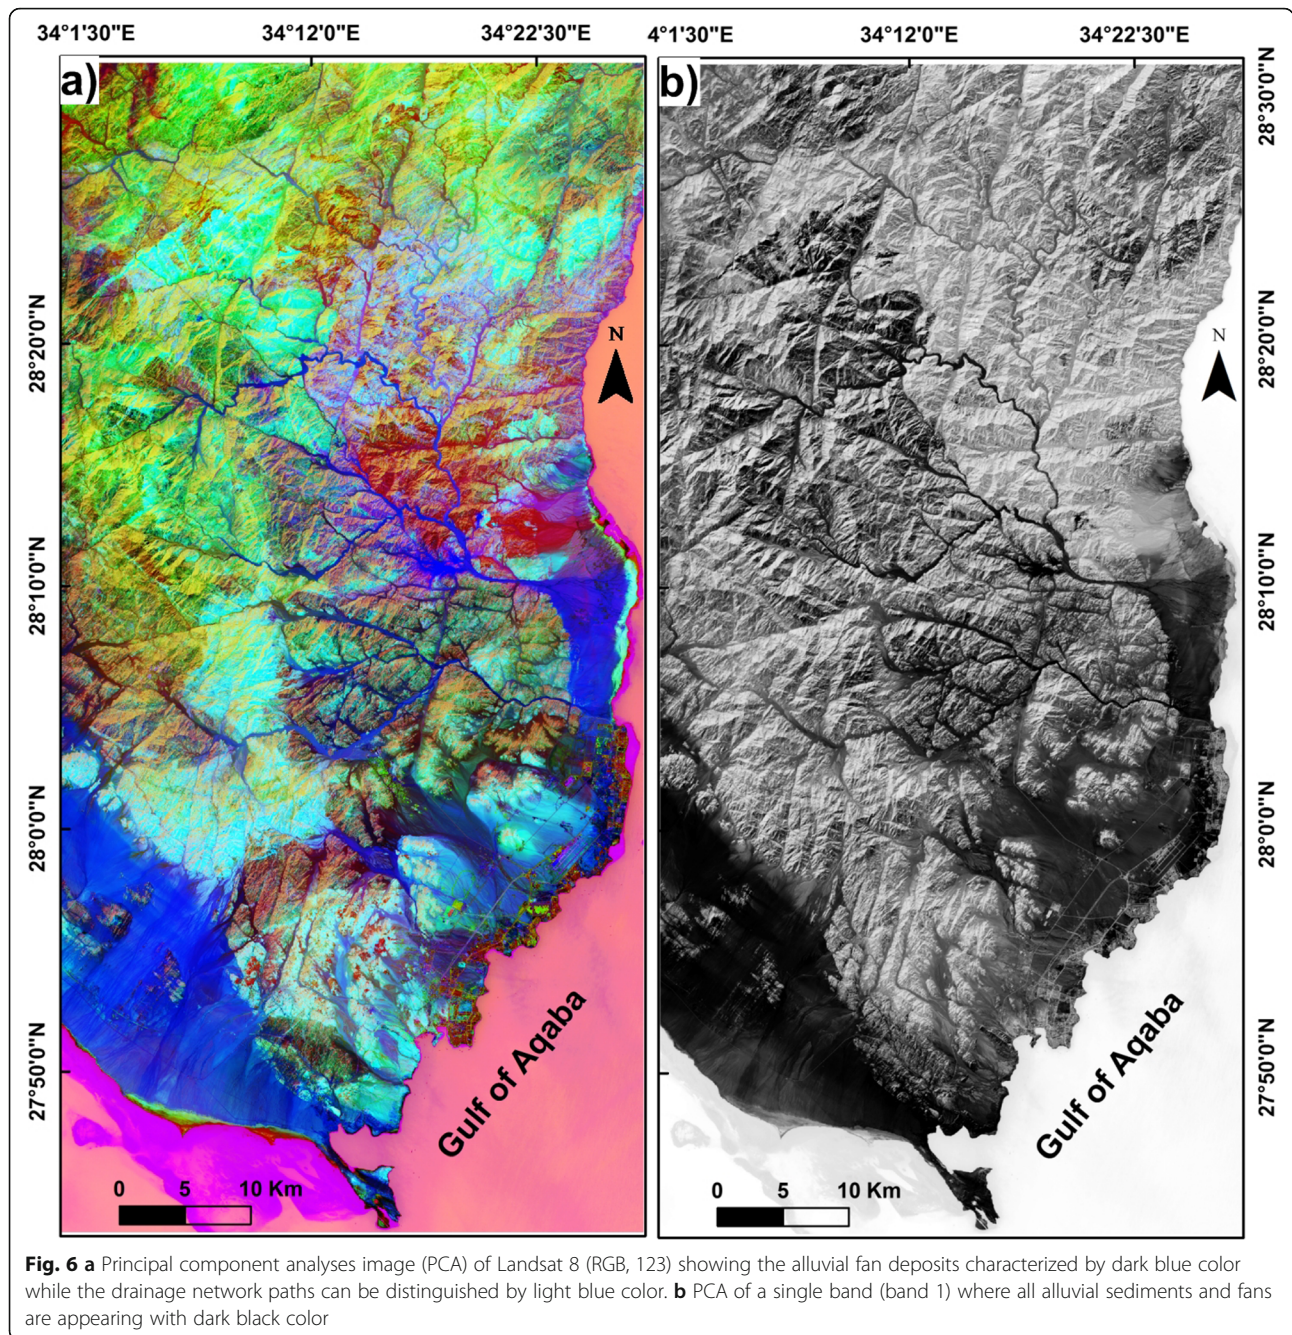 34°1'30"E 34°12'0"E 34°22'30"E 4°1'30"E 34°12'0"E 34°22'30"E
a) b)
28°30'0"N
28°20'0"N N N 28°20'0"N
28°10'0"N 28°10'0"N
28°0'0"N 28°0'0"N
27°50'0"N Gulf of Aqaba Gulf of Aqaba 27°50'0"N
0 5 10 Km 0 5 10 Km
Fig. 6 a Principal component analyses image (PCA) of Landsat 8 (RGB, 123) showing the alluvial fan deposits characterized by dark blue color
while the drainage network paths can be distinguished by light blue color. b PCA of a single band (band 1) where all alluvial sediments and fans
are appearing with dark black color